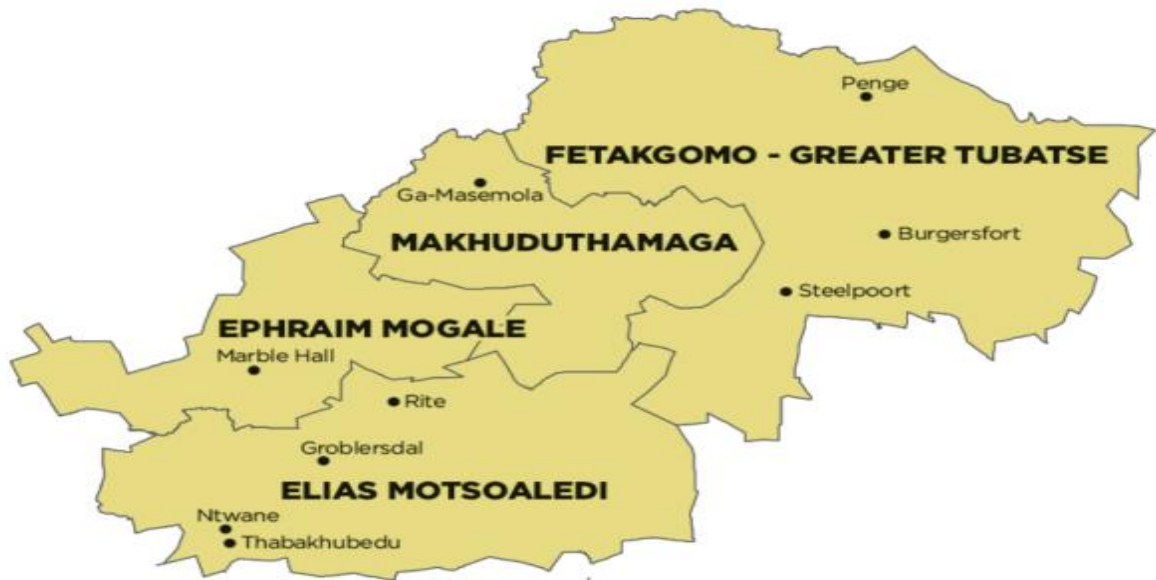 Penge
FETAKGOMO - GREATER TUBATSE
Ga-Masemola
MAKHUDUTHAMAGA
Burgersfort
Steelpoort
EPHRAIM MOGALE
Marble Hall
Rite
Groblersdal
ELIAS MOTSOALEDI
Ntwane
Thabakhubedu